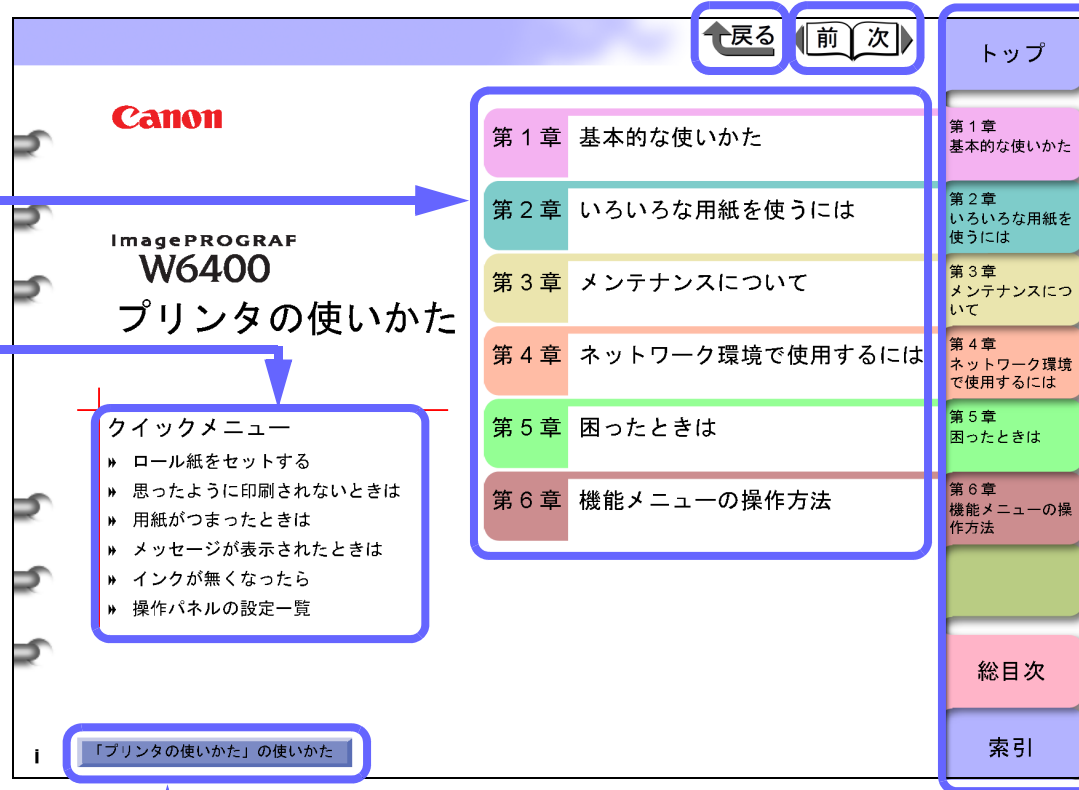 戻る
前 次
Canon
imagePROGRAF
W6400
プリンタの使いかた
クイックメニュー
ロール紙をセットする
思ったように印刷されないときは
用紙がつまったときは
メッセージが表示されたときは
インクが無くなったら
操作パネルの設定一覧
第1章 基本的な使いかた
第2章 いろいろな用紙を使うには
第3章 メンテナンスについて
第4章 ネットワーク環境で使用するには
第5章 困ったときは
第6章 機能メニューの操作方法
トップ
第1章
基本的な使いかた
第2章
いろいろな用紙を
使うには
第3章
メンテナンスにつ
いて
第4章
ネットワーク環境
で使用するには
第5章
困ったときは
第6章
機能メニューの操
作方法
総目次
索引
i
「プリンタの使いかた」の使いかた